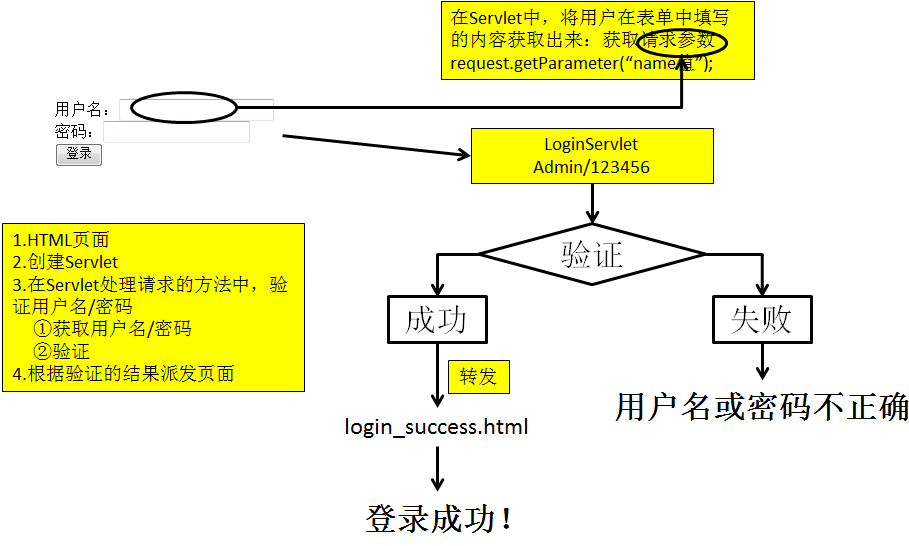 在Servlet中，将用户在表单中填写
的内容获取出来：获取请求参数
request.getParameter(“name值”);
用户名：
密码：
登录
LoginServlet
Admin/123456
验证
1.HTML页面
2.创建Servlet
3.在Servlet处理请求的方法中，验
证用户名/密码
①获取用户名/密码
②验证
4.根据验证的结果派发页面
成功
失败
转发
用户名或密码不正确
login_success.html
登录成功！